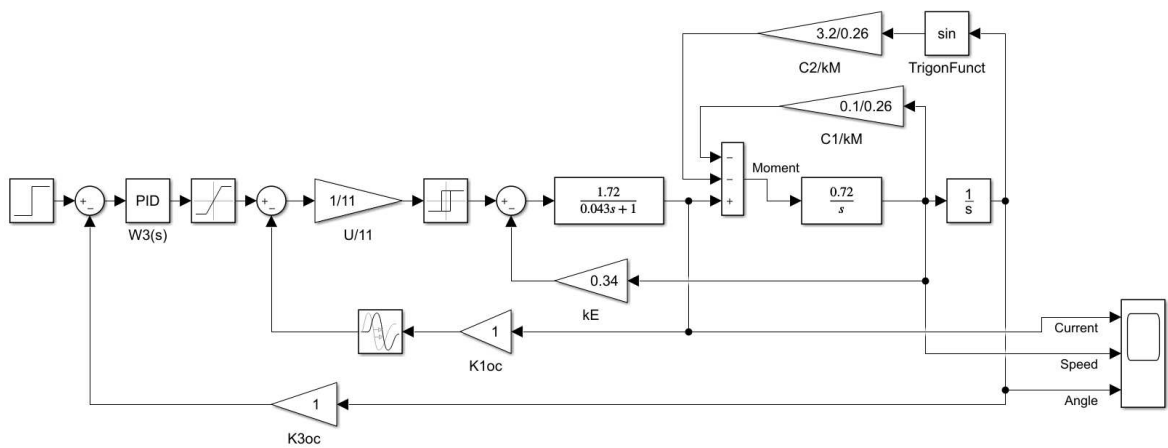 3.2/0.26
sin
C2/kM
TrigonFunct
0.1/0.26
C1/kM
Moment
PID
W3(s)
1/11
U/11
1.72
0.043s + 1
0.72
s
1
s
0.34
kE
1
K1oc
Current
Speed
Angle
1
K3oc